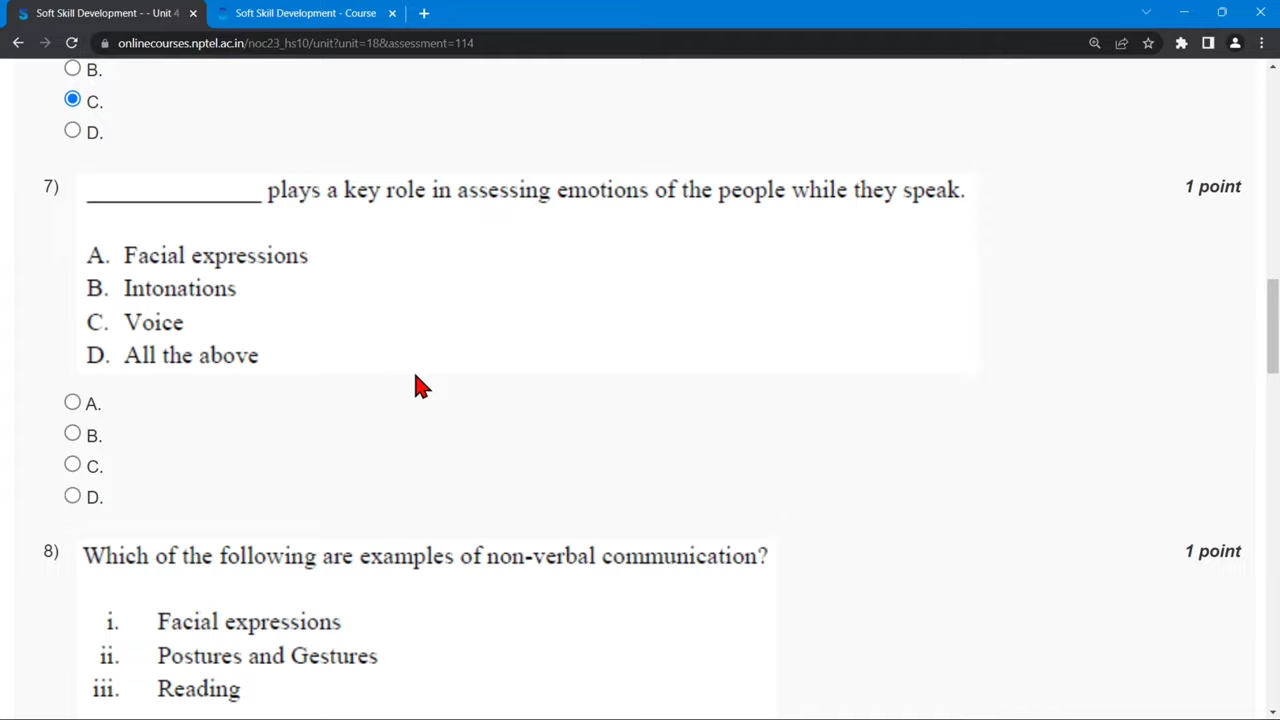 Soft Skill Development - - Unit 4
Soft Skill Development - Course
onlinecourses.nptel.ac.in/noc23_hs10/unit?unit=18&assessment=114
B.
C.
D.
7) ______________ plays a key role in assessing emotions of the people while they speak. 1 point
A. Facial expressions
B. Intonations
C. Voice
D. All the above
A.
B.
C.
D.
8) Which of the following are examples of non-verbal communication? 1 point
i. Facial expressions
ii. Postures and Gestures
iii. Reading